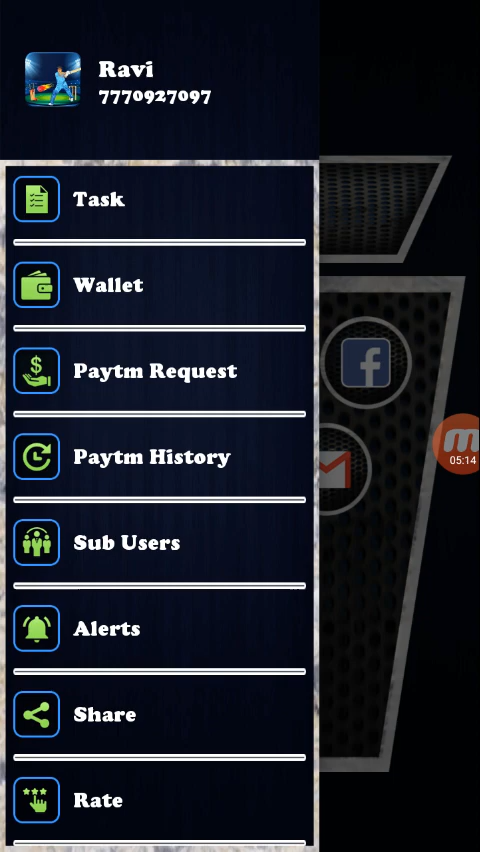 Ravi
7770927097
Task
Wallet
Paytm Request
Paytm History
Sub Users
Alerts
Share
Rate
05:14